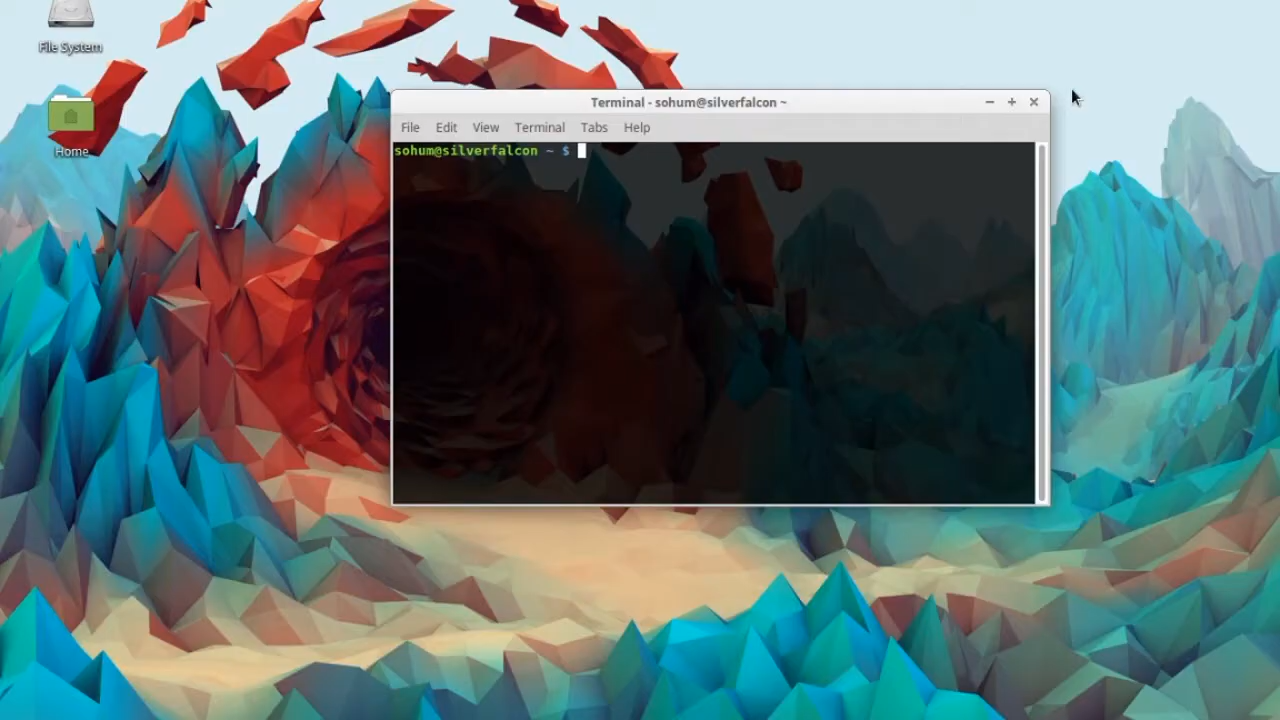 File System
Home
Terminal - sohum@silverfalcon ~
File Edit View Terminal Tabs Help
sohum@silverfalcon ~ $